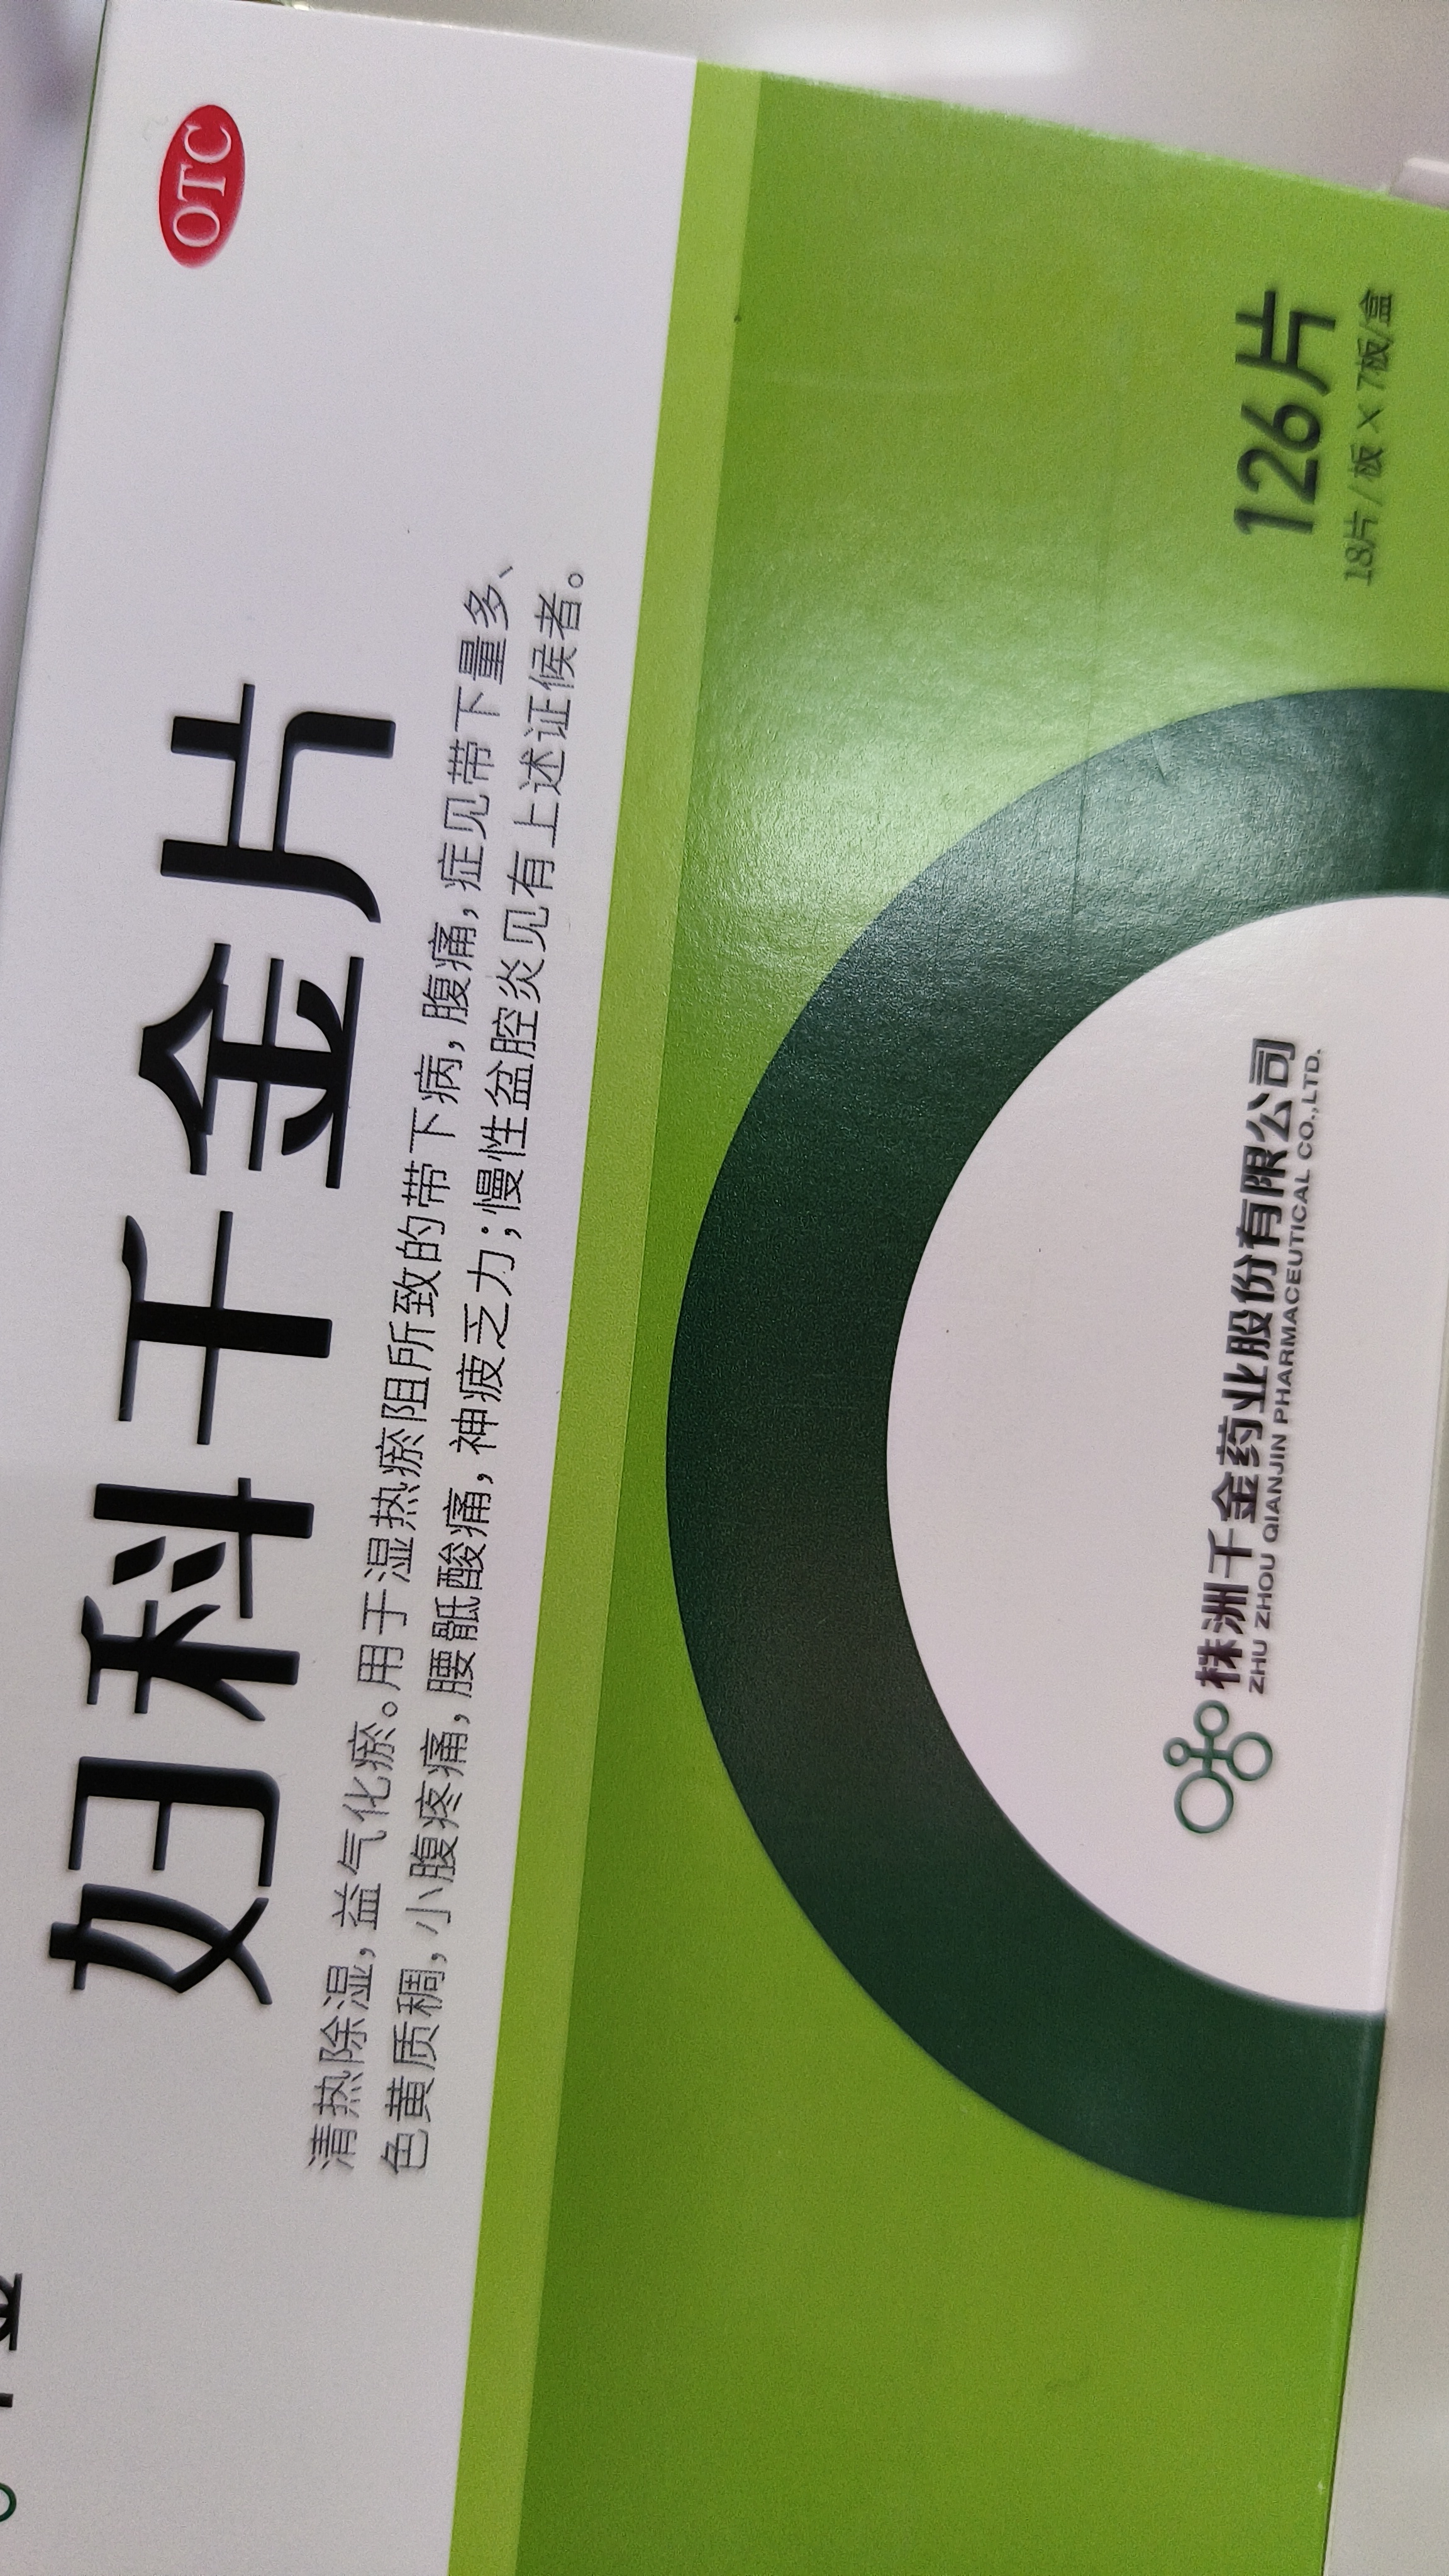 OTC
妇科千金片
清热除湿,益气化瘀。用于湿热瘀阻所致的带下病,腹痛,症见带下量多、
色黄质稠,小腹疼痛,腰骶酸痛,神疲乏力;慢性盆腔炎见有上述证候者。
126片
18片/板×7板/盒
株洲千金药业股份有限公司
ZHU ZHOU QIANJIN PHARMACEUTICAL CO.,LTD.